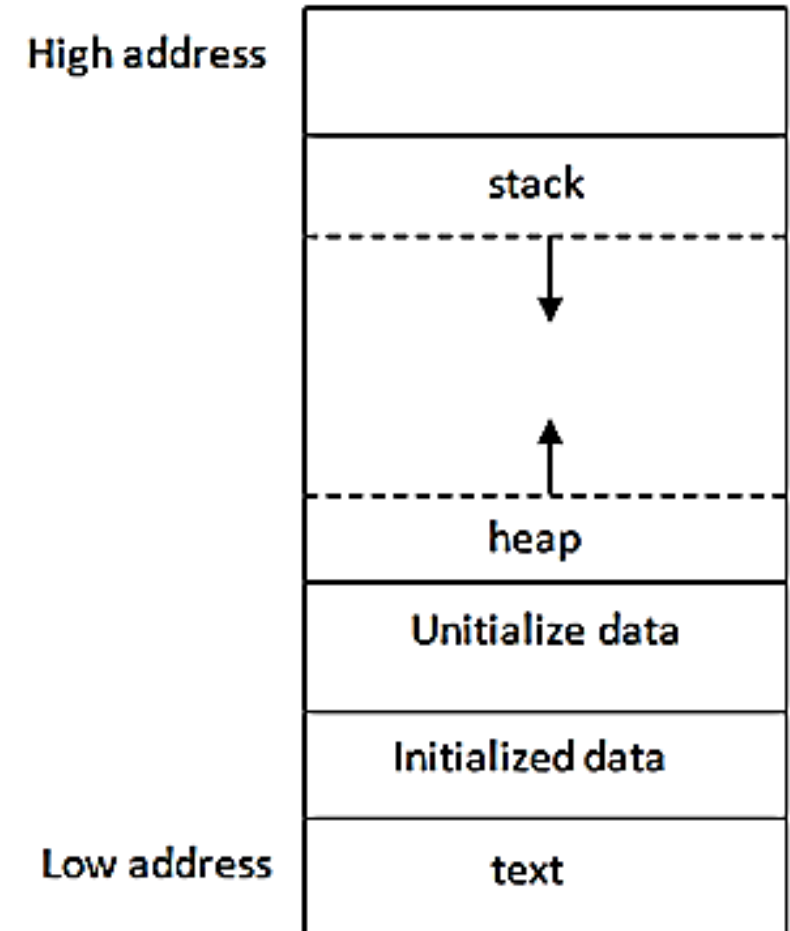 High address
stack
heap
Unitialize data
Initialized data
Low address
text